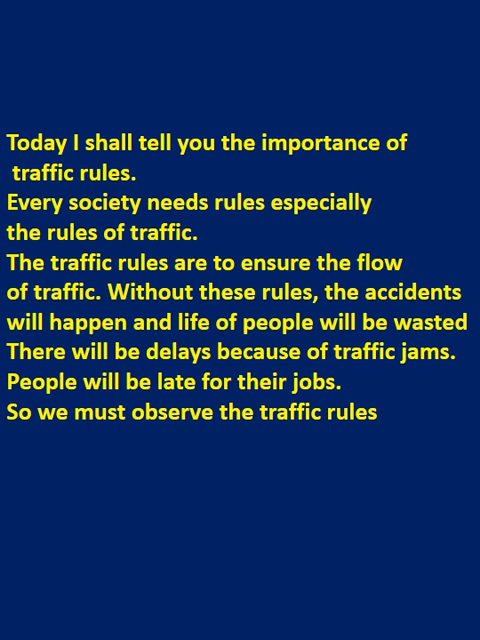 Today I shall tell you the importance of
traffic rules.
Every society needs rules especially
the rules of traffic.
The traffic rules are to ensure the flow
of traffic. Without these rules, the accidents
will happen and life of people will be wasted
There will be delays because of traffic jams.
People will be late for their jobs.
So we must observe the traffic rules